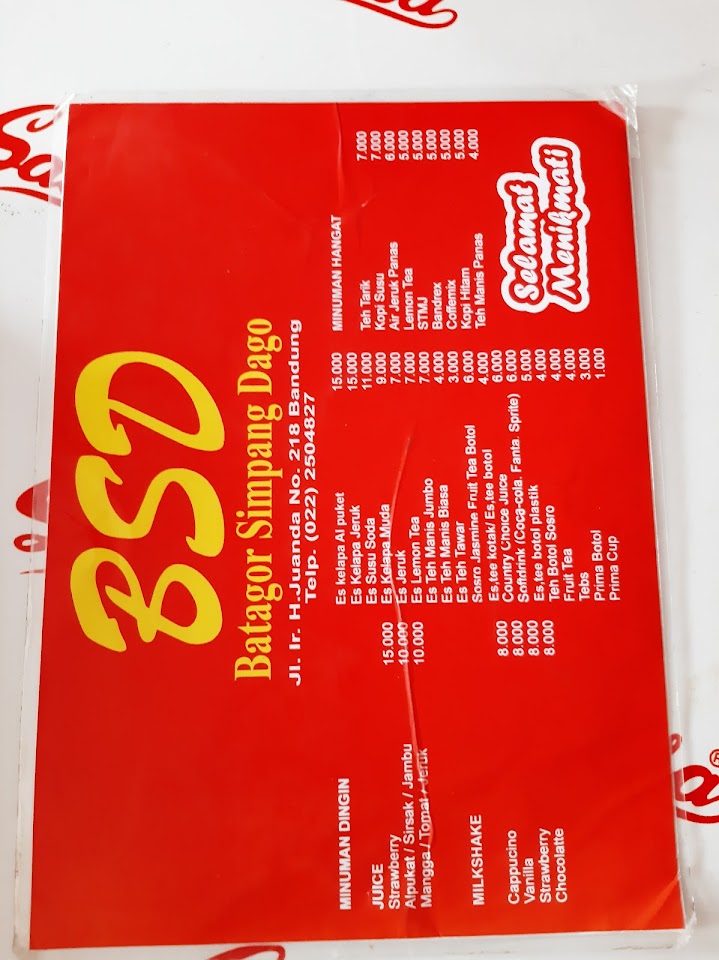 BSD
Batagor Simpang Dago
Jl. Ir. H.Juanda No. 218 Bandung
Telp. (022) 2504827
MINUMAN DINGIN
JUICE
Strawberry 15.000
Alpukat / Sirsak / Jambu 10.000
Mangga / Tomat / Jeruk 10.000
MILKSHAKE
Cappucino 8.000
Vanilla 8.000
Strawberry 8.000
Chocolatte 8.000
Es kelapa Al puket 15.000
Es Kelapa Jeruk 15.000
Es Susu Soda 11.000
Es Kelapa Muda 9.000
Es Jeruk 7.000
Es Lemon Tea 7.000
Es Teh Manis Jumbo 7.000
Es Teh Manis Biasa 4.000
Es Teh Tawar 3.000
Sosro Jasmine Fruit Tea Botol 6.000
Es,tee kotak/ Es,tee botol 4.000
Country Choice Juice 6.000
Softdrink (Coca-cola. Fanta. Sprite) 6.000
Es,tee botol plastik 5.000
Teh Botol Sosro 4.000
Fruit Tea 4.000
Tebs 4.000
Prima Botol 3.000
Prima Cup 1.000
MINUMAN HANGAT
Teh Tarik 7.000
Kopi Susu 7.000
Air Jeruk Panas 6.000
Lemon Tea 5.000
STMJ 5.000
Bandrex 5.000
Coffemix 5.000
Kopi Hitam 5.000
Teh Manis Panas 4.000
Selamat
Menikmati